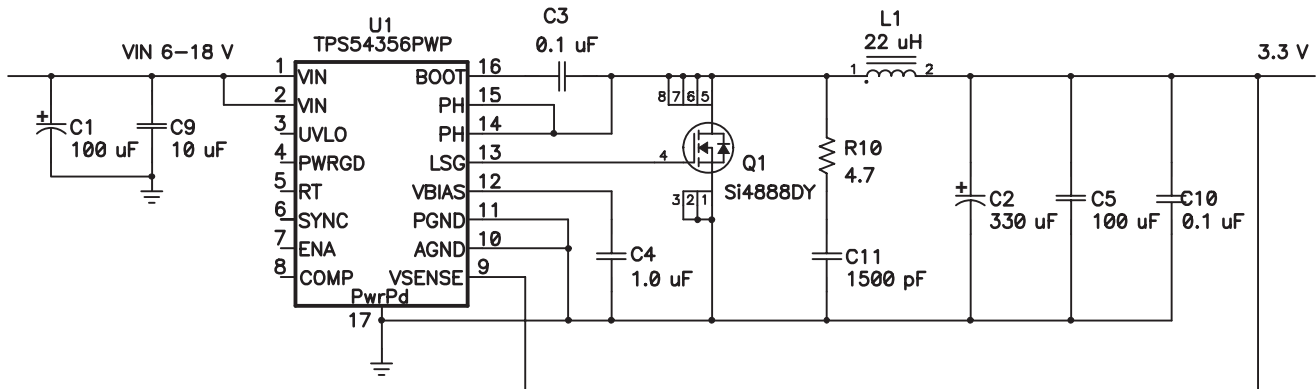 U1
TPS54356PWP
VIN 6-18 V
C3
0.1 uF
L1
22 uH
3.3 V
1 VIN
2 VIN
3 UVLO
4 PWRGD
5 RT
6 SYNC
7 ENA
8 COMP
BOOT 16
PH 15
PH 14
LSG 13
VBIAS 12
PGND 11
AGND 10
VSENSE 9
PwrPd
17
C1
100 uF
C9
10 uF
8 7 6 5
4
3 2 1
Q1
Si4888DY
1 2
R10
4.7
C11
1500 pF
C4
1.0 uF
C2
330 uF
C5
100 uF
C10
0.1 uF
+
+